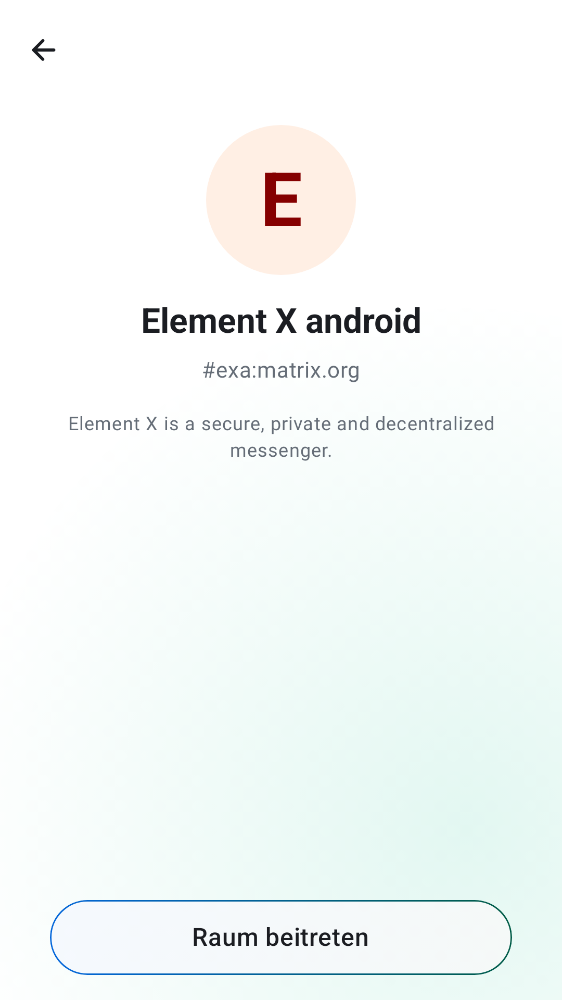 E
Element X android
#exa:matrix.org
Element X is a secure, private and decentralized
messenger.
Raum beitreten